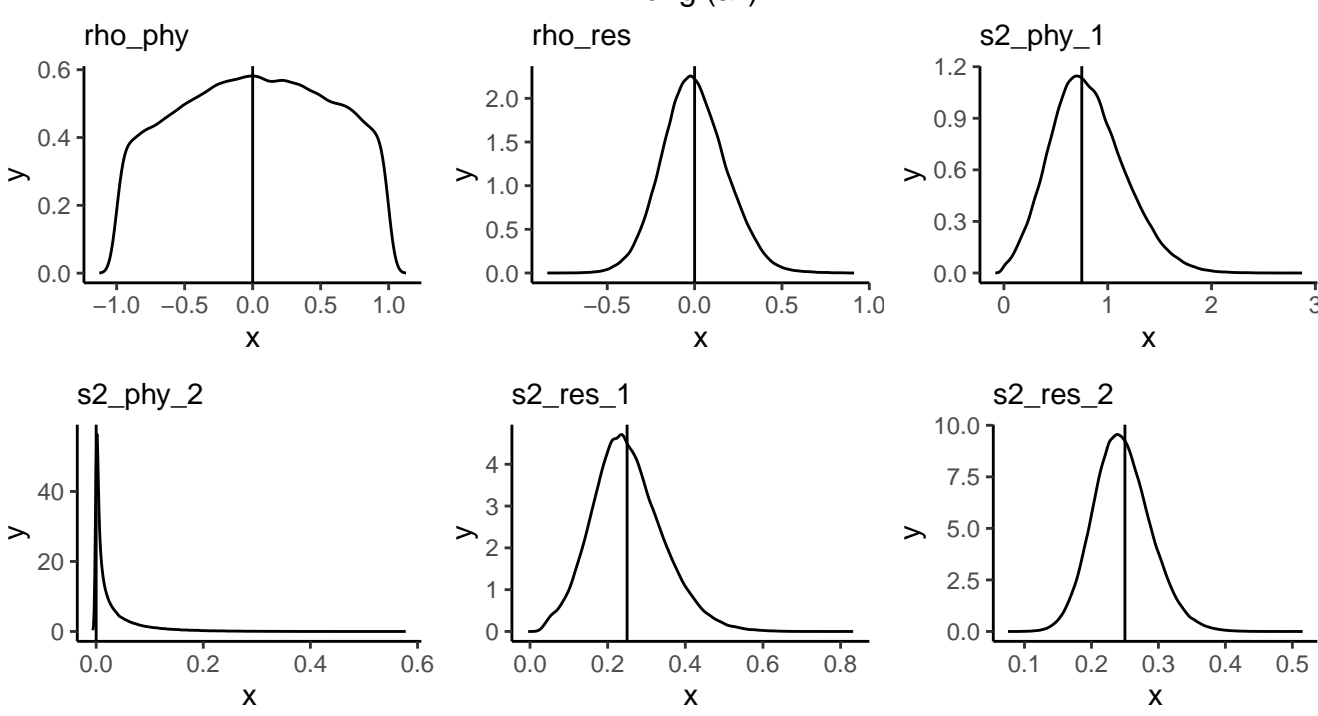 rho_phy rho_res s2_phy_1
0.6 0.4 0.2 0.0
y
−1.0 −0.5 0.0 0.5 1.0
x
2.0 1.5 1.0 0.5 0.0
y
−0.5 0.0 0.5 1.0
x
1.2 0.9 0.6 0.3 0.0
y
0 1 2 3
x
s2_phy_2 s2_res_1 s2_res_2
40 20 0
y
0.0 0.2 0.4 0.6
x
4 3 2 1 0
y
0.0 0.2 0.4 0.6 0.8
x
10.0 7.5 5.0 2.5 0.0
y
0.1 0.2 0.3 0.4 0.5
x